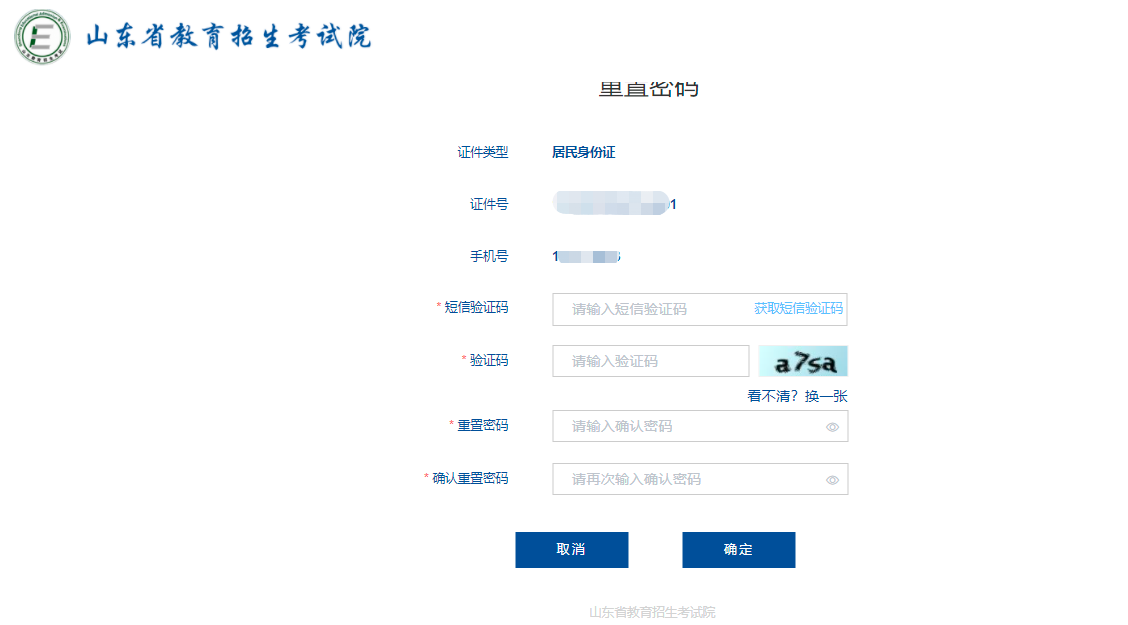 山东省教育招生考试院
重置密码
证件类型 居民身份证
证件号 1
手机号 1
* 短信验证码 请输入短信验证码 获取短信验证码
* 验证码 请输入验证码 a7sa
看不清？换一张
* 重置密码 请输入确认密码
* 确认重置密码 请再次输入确认密码
取消 确定
山东省教育招生考试院